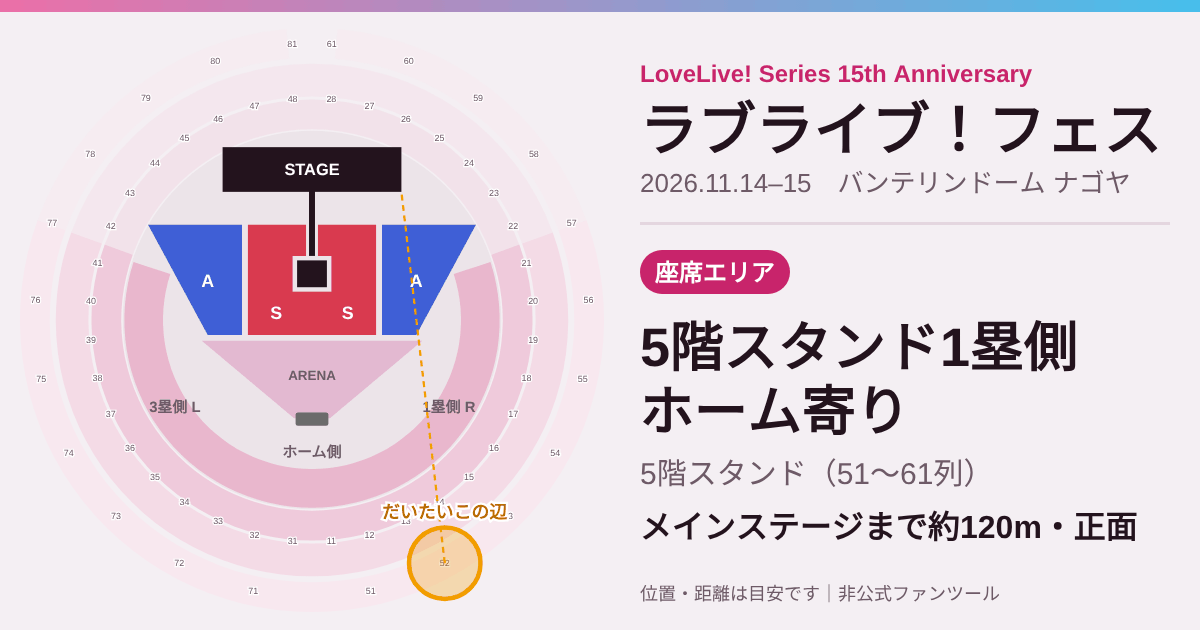 LoveLive! Series 15th Anniversary
ラブライブ！フェス
2026.11.14–15　バンテリンドーム ナゴヤ
座席エリア
5階スタンド1塁側
ホーム寄り
5階スタンド（51〜61列）
メインステージまで約120m・正面
位置・距離は目安です｜非公式ファンツール
81 61
80 60
79 59
78 58
77 57
76 56
75 55
74 54
73
72 52
71 51
48 28
47 27
46 26
45 25
44 24
43 23
42 22
41 21
40 20
39 19
38 18
37 17
36 16
35 15
34
33
32 12
31 11
STAGE
A A
S S
ARENA
3塁側 L 1塁側 R
ホーム側
だいたいこの辺